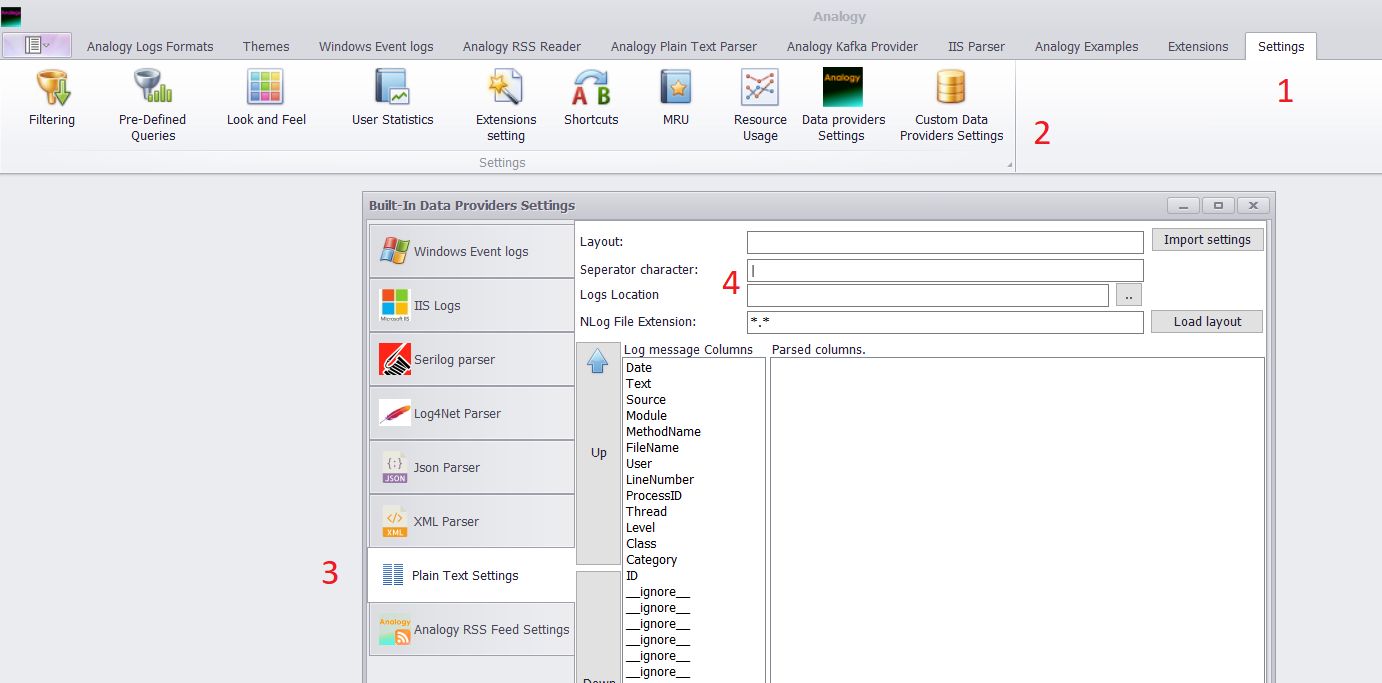 Analogy
Analogy Logs Formats Themes Windows Event logs Analogy RSS Reader Analogy Plain Text Parser Analogy Kafka Provider IIS Parser Analogy Examples Extensions Settings
1
Filtering
Pre-Defined
Queries
Look and Feel
User Statistics
Extensions
setting
Shortcuts
A B
MRU
Resource
Usage
Analogy
Data providers
Settings
Custom Data
Providers Settings
2
Settings
Built-In Data Providers Settings
Windows Event logs
Microsoft IIS
IIS Logs
Serilog parser
Log4Net Parser
{:}
JSON
Json Parser
</>
XML
XML Parser
3
Plain Text Settings
Analogy
Analogy RSS Feed Settings
Layout:
Import settings
Seperator character: |
4
Logs Location ..
NLog File Extension: *.* Load layout
Up
Down
Log message Columns
Date
Text
Source
Module
MethodName
FileName
User
LineNumber
ProcessID
Thread
Level
Class
Category
ID
__ignore__
__ignore__
__ignore__
__ignore__
__ignore__
__ignore__
Parsed columns.